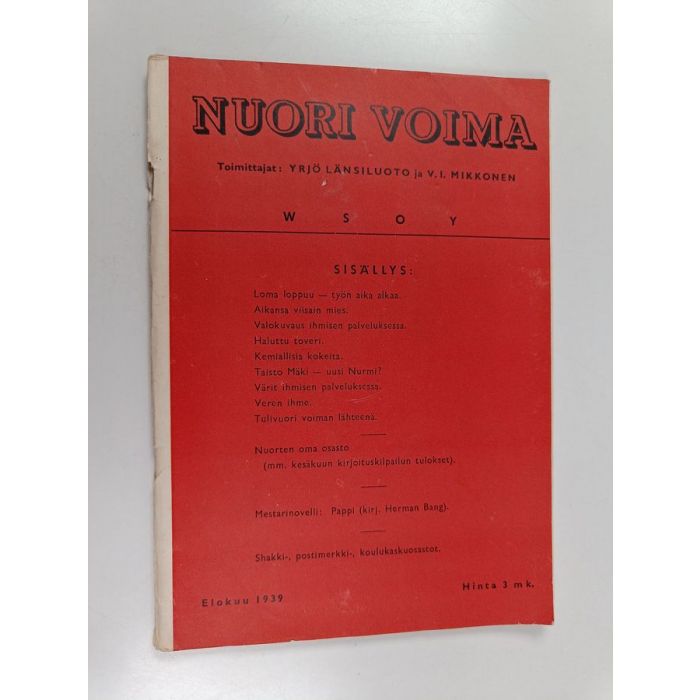 NUORI VOIMA
Toimittajat: YRJÖ LÄNSILUOTO ja V. I. MIKKONEN
WSOY
SISÄLLYS:
Loma loppuu — työn aika alkaa.
Aikansa viisain mies.
Valokuvaus ihmisen palveluksessa.
Haluttu toveri.
Kemiallisia kokeita.
Taisto Mäki — uusi Nurmi?
Värit ihmisen palveluksessa.
Veren ihme.
Tulivuori voiman lähteenä.
Nuorten oma osasto
(mm. kesäkuun kirjoituskilpailun tulokset).
Mestarinovelli: Pappi (kirj. Herman Bang).
Shakki-, postimerkki-, koulukaskuosastot.
Elokuu 1939
Hinta 3 mk.